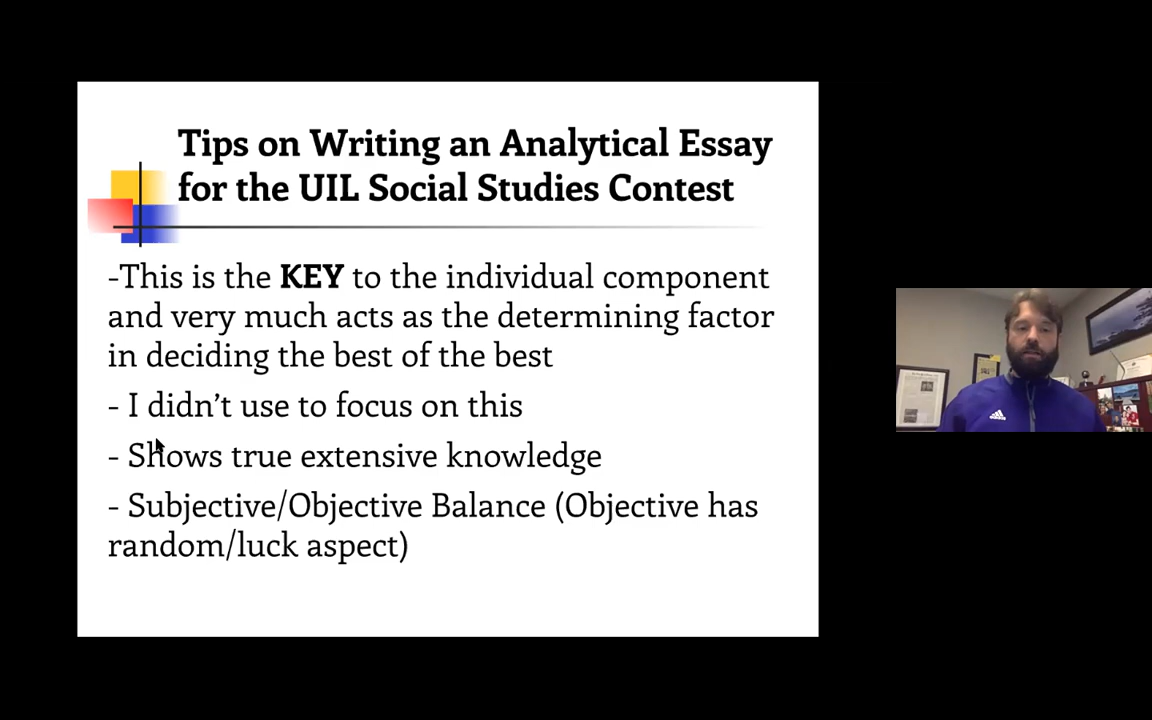 Tips on Writing an Analytical Essay
for the UIL Social Studies Contest
-This is the KEY to the individual component
and very much acts as the determining factor
in deciding the best of the best
- I didn’t use to focus on this
- Shows true extensive knowledge
- Subjective/Objective Balance (Objective has
random/luck aspect)